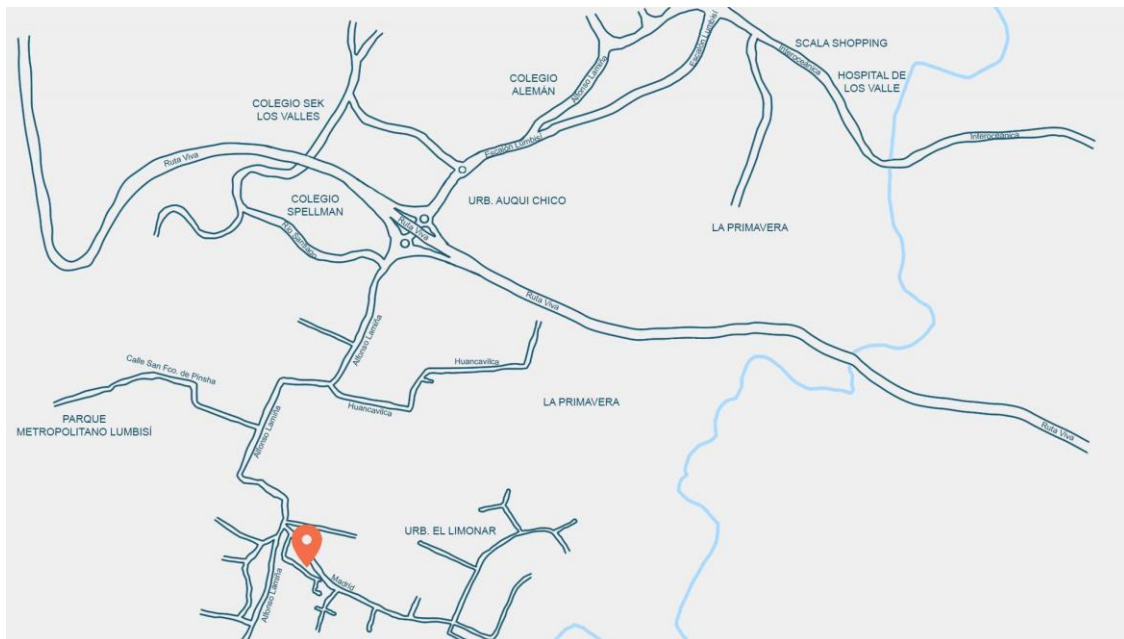 SCALA SHOPPING
Interoceánica
Escalón Lumbisí
HOSPITAL DE
LOS VALLE
COLEGIO
ALEMÁN
Alfonso Lamiña
COLEGIO SEK
LOS VALLES
Interoceánica
Escalón Lumbisí
Ruta Viva
COLEGIO
SPELLMAN
URB. AUQUI CHICO
Ruta Viva
LA PRIMAVERA
Río Santiago
Ruta Viva
Alfonso Lamiña
Calle San Fco. de Pinsha
Huancavilca
LA PRIMAVERA
Huancavilca
PARQUE
METROPOLITANO LUMBISÍ
Alfonso Lamiña
Ruta Viva
URB. EL LIMONAR
Madrid
Alfonso Lamiña